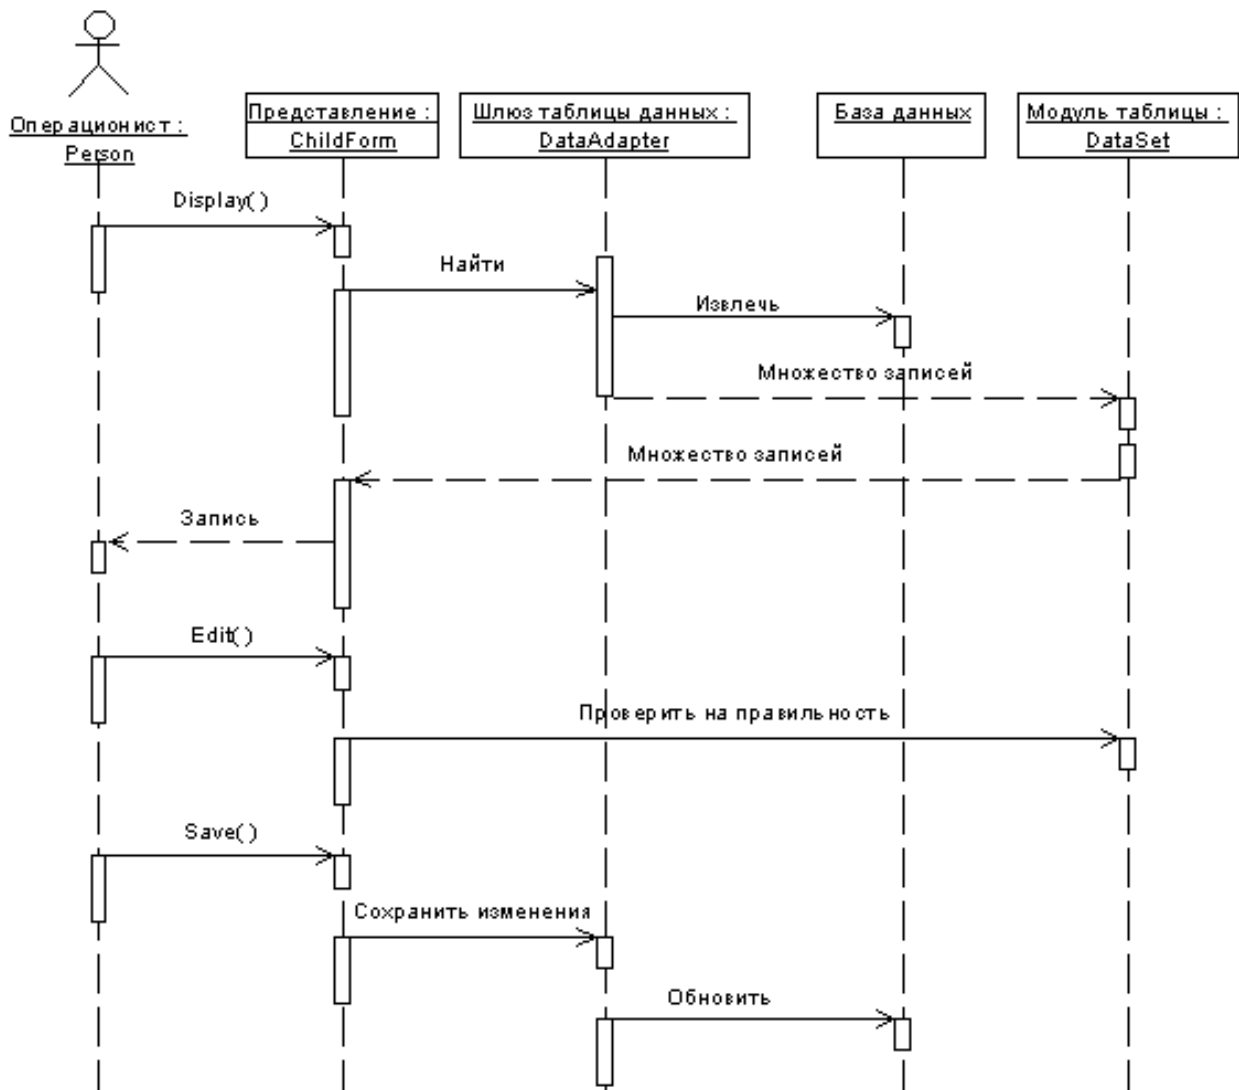 Операционист :
Person
Представление :
ChildForm
Шлюз таблицы данных :
DataAdapter
База данных
Модуль таблицы :
DataSet
Display( )
Найти
Извлечь
Множество записей
Множество записей
Запись
Edit( )
Проверить на правильность
Save( )
Сохранить изменения
Обновить